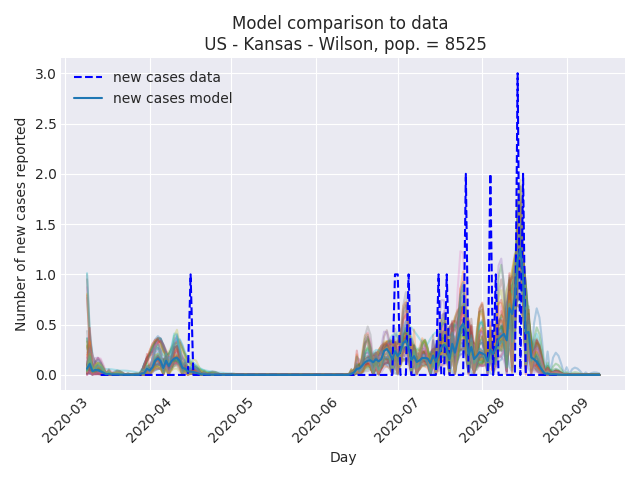 Model comparison to data
US - Kansas - Wilson, pop. = 8525
new cases data
new cases model
Number of new cases reported
3.0
2.5
2.0
1.5
1.0
0.5
0.0
2020-03
2020-04
2020-05
2020-06
2020-07
2020-08
2020-09
Day